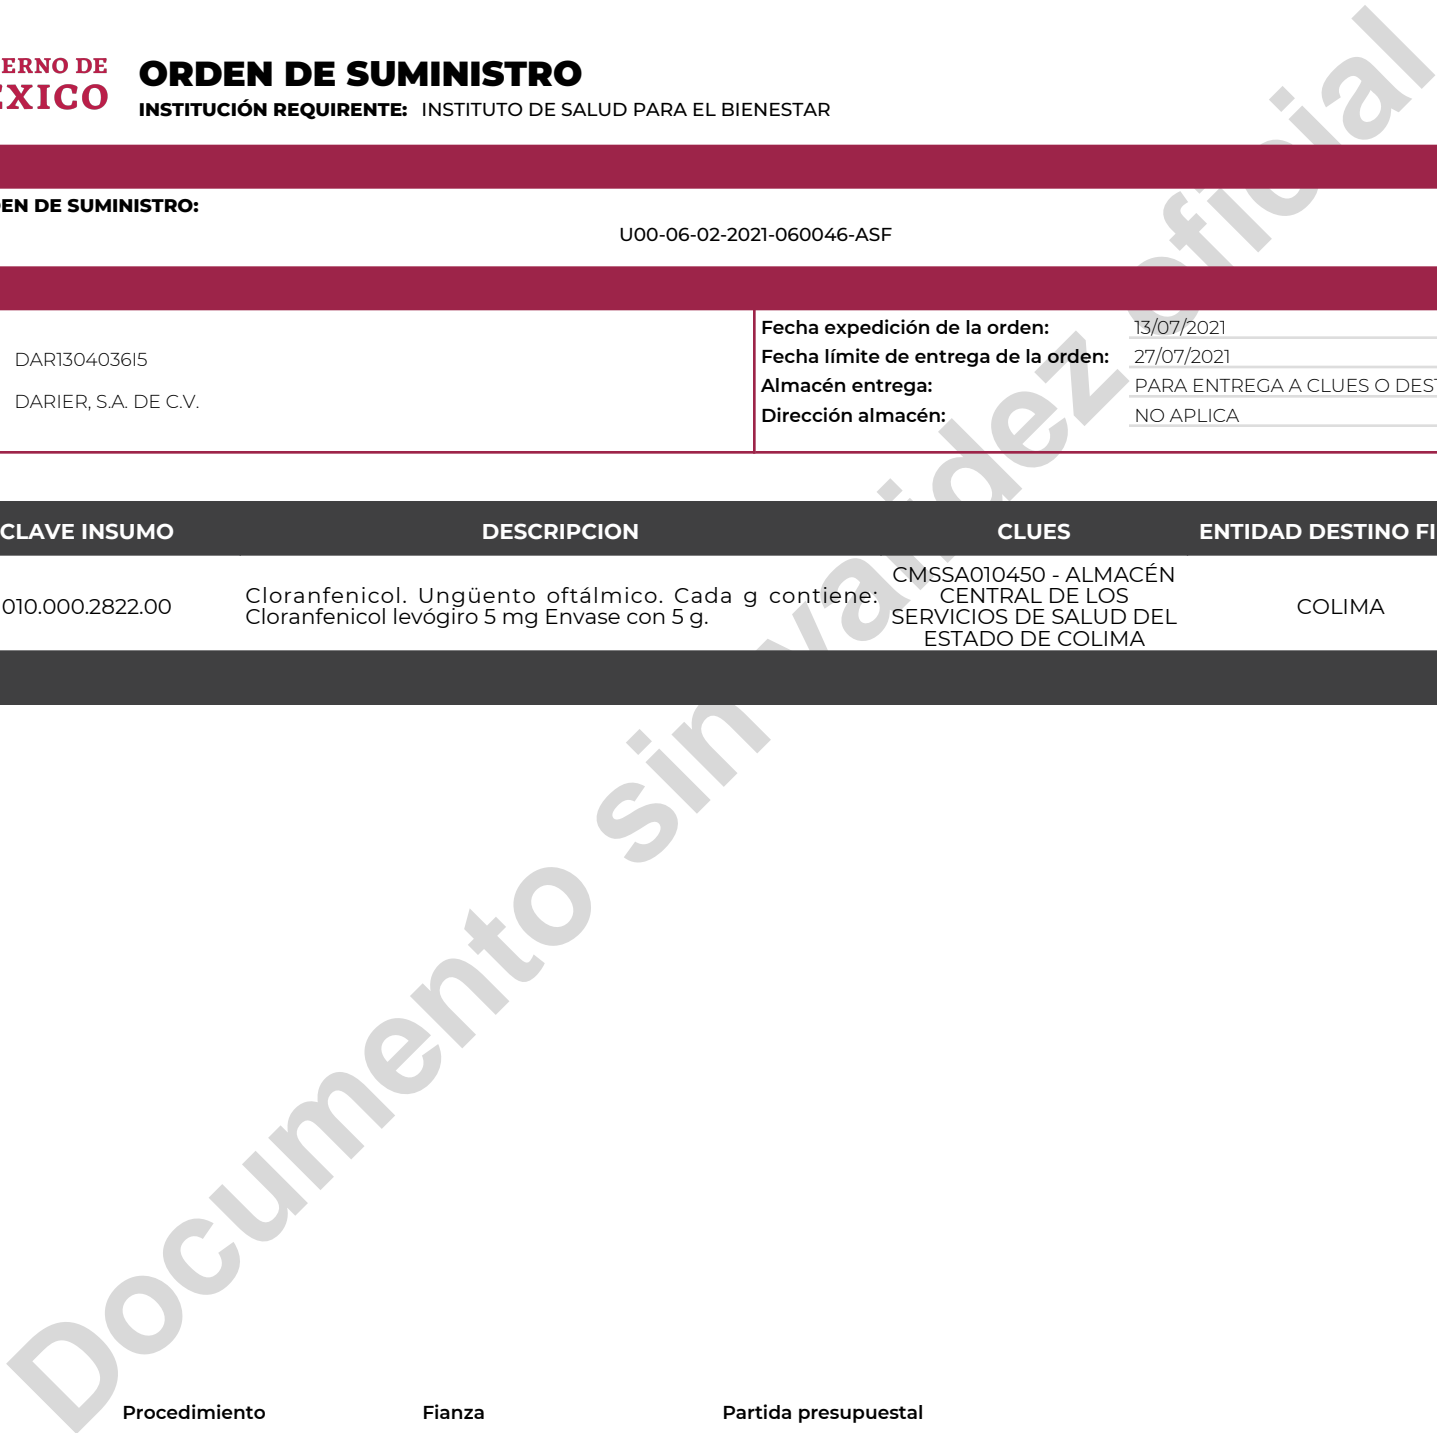 ERNO DE
EXICO
ORDEN DE SUMINISTRO
INSTITUCIÓN REQUIRENTE: INSTITUTO DE SALUD PARA EL BIENESTAR
EN DE SUMINISTRO:
U00-06-02-2021-060046-ASF
DAR1304036I5
DARIER, S.A. DE C.V.
Fecha expedición de la orden: 13/07/2021
Fecha límite de entrega de la orden: 27/07/2021
Almacén entrega: PARA ENTREGA A CLUES O DEST
Dirección almacén: NO APLICA
CLAVE INSUMO DESCRIPCION CLUES ENTIDAD DESTINO FI
010.000.2822.00
Cloranfenicol. Ungüento oftálmico. Cada g contiene:
Cloranfenicol levógiro 5 mg Envase con 5 g.
CMSSA010450 - ALMACÉN
CENTRAL DE LOS
SERVICIOS DE SALUD DEL
ESTADO DE COLIMA
COLIMA
Documento sin validez oficial
Procedimiento Fianza Partida presupuestal